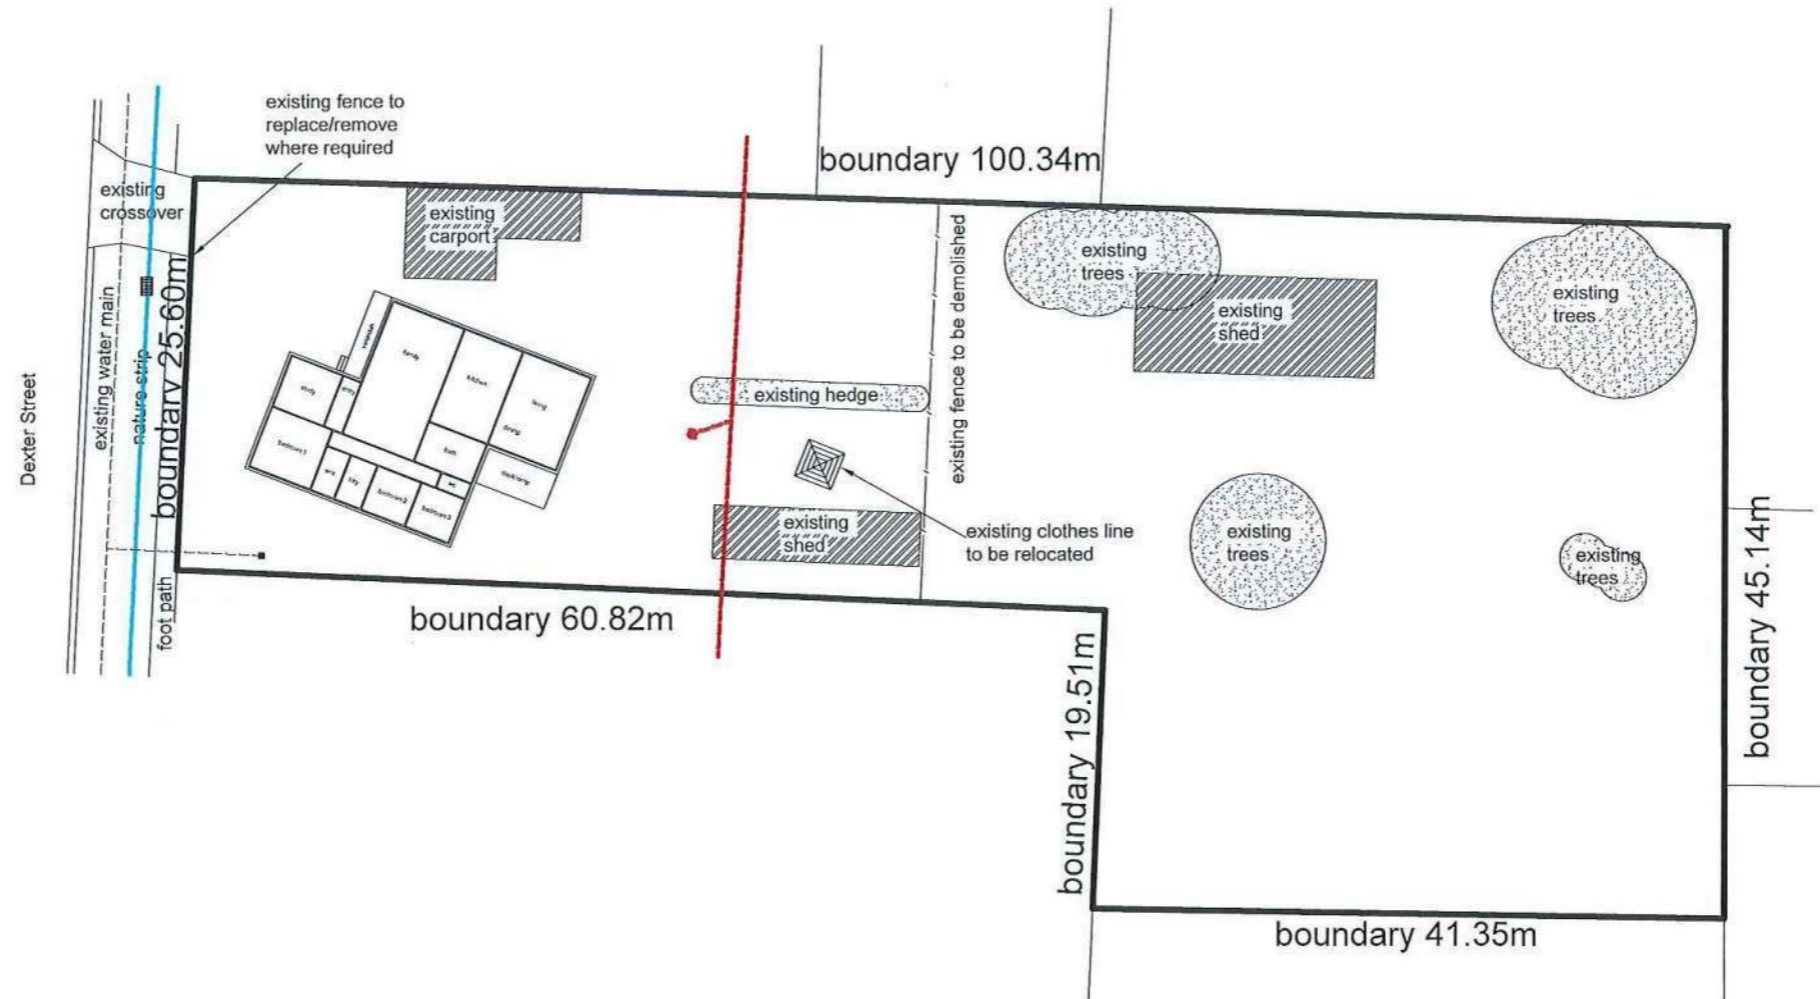 existing fence to
replace/remove
where required
boundary 100.34m
existing
crossover
existing
carport
existing
trees
existing
shed
existing
trees
Dexter Street
existing water main
nature strip
boundary 25.60m
foot path
verandah
family
kitchen
living
dining
study
entry
bedroom 1
bath
wc
bedroom 2
bedroom 3
existing hedge
existing fence to be demolished
existing
shed
existing clothes line
to be relocated
existing
trees
existing
trees
boundary 60.82m
boundary 19.51m
boundary 45.14m
boundary 41.35m